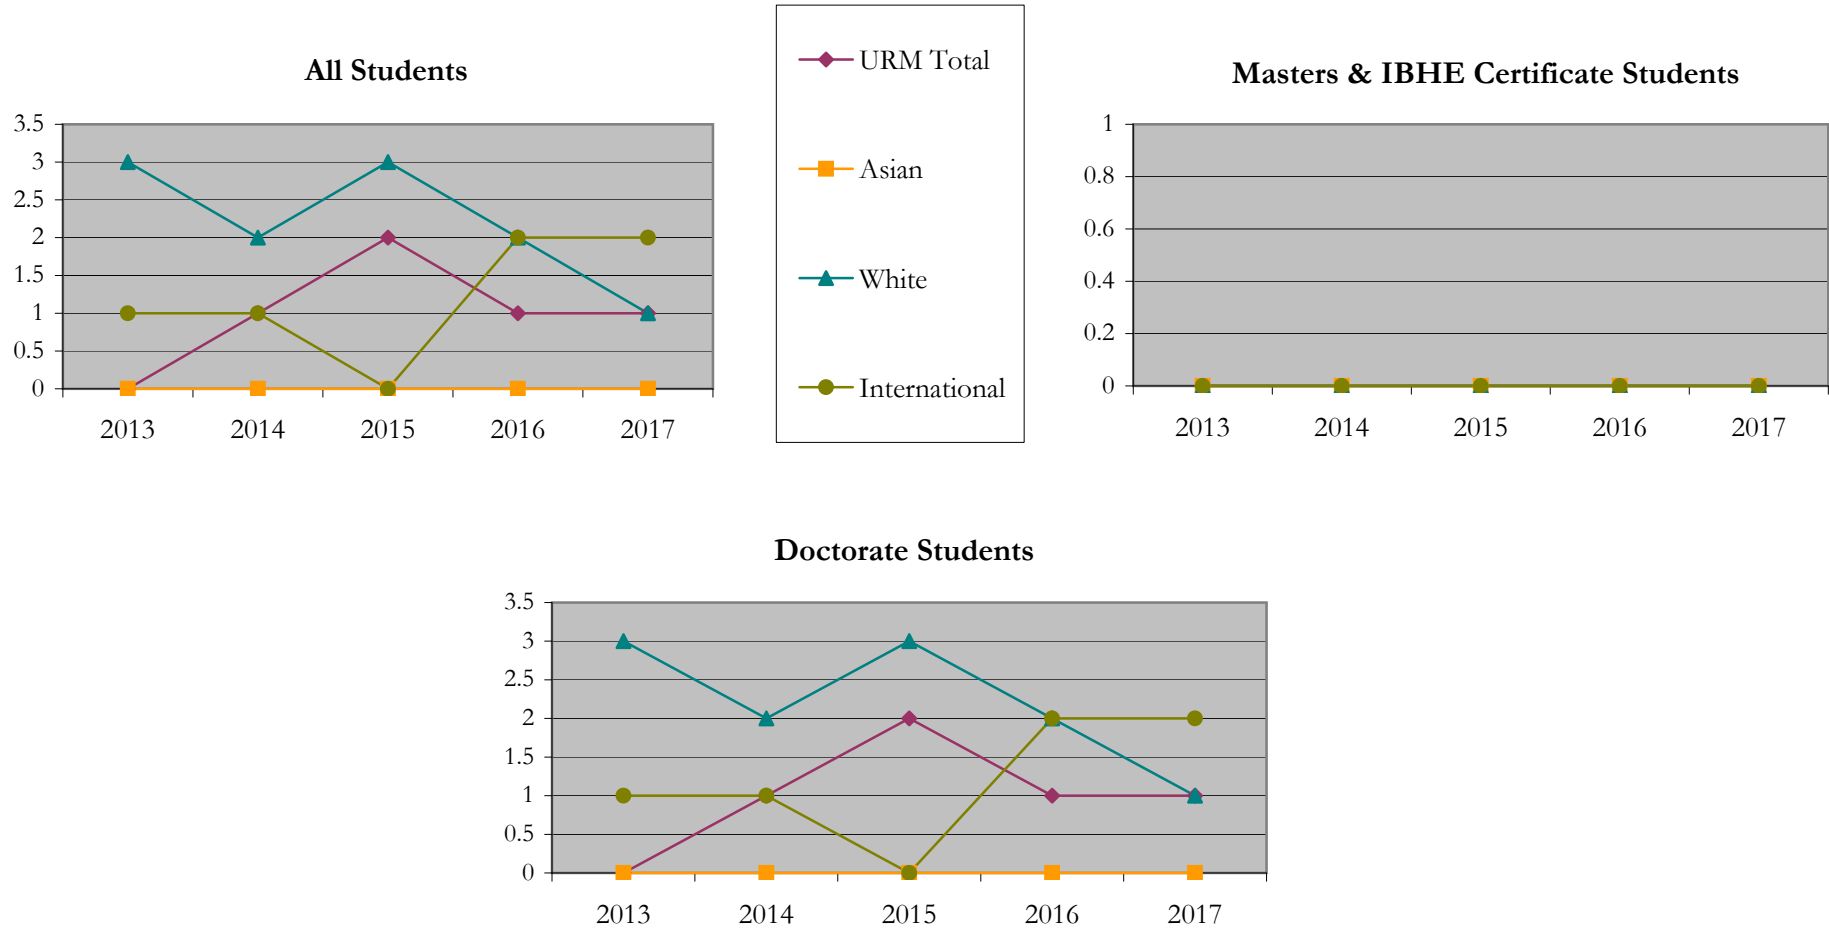 All Students
3.5
3
2.5
2
1.5
1
0.5
0
2013 2014 2015 2016 2017
URM Total
Asian
White
International
Masters & IBHE Certificate Students
1
0.8
0.6
0.4
0.2
0
2013 2014 2015 2016 2017
Doctorate Students
3.5
3
2.5
2
1.5
1
0.5
0
2013 2014 2015 2016 2017